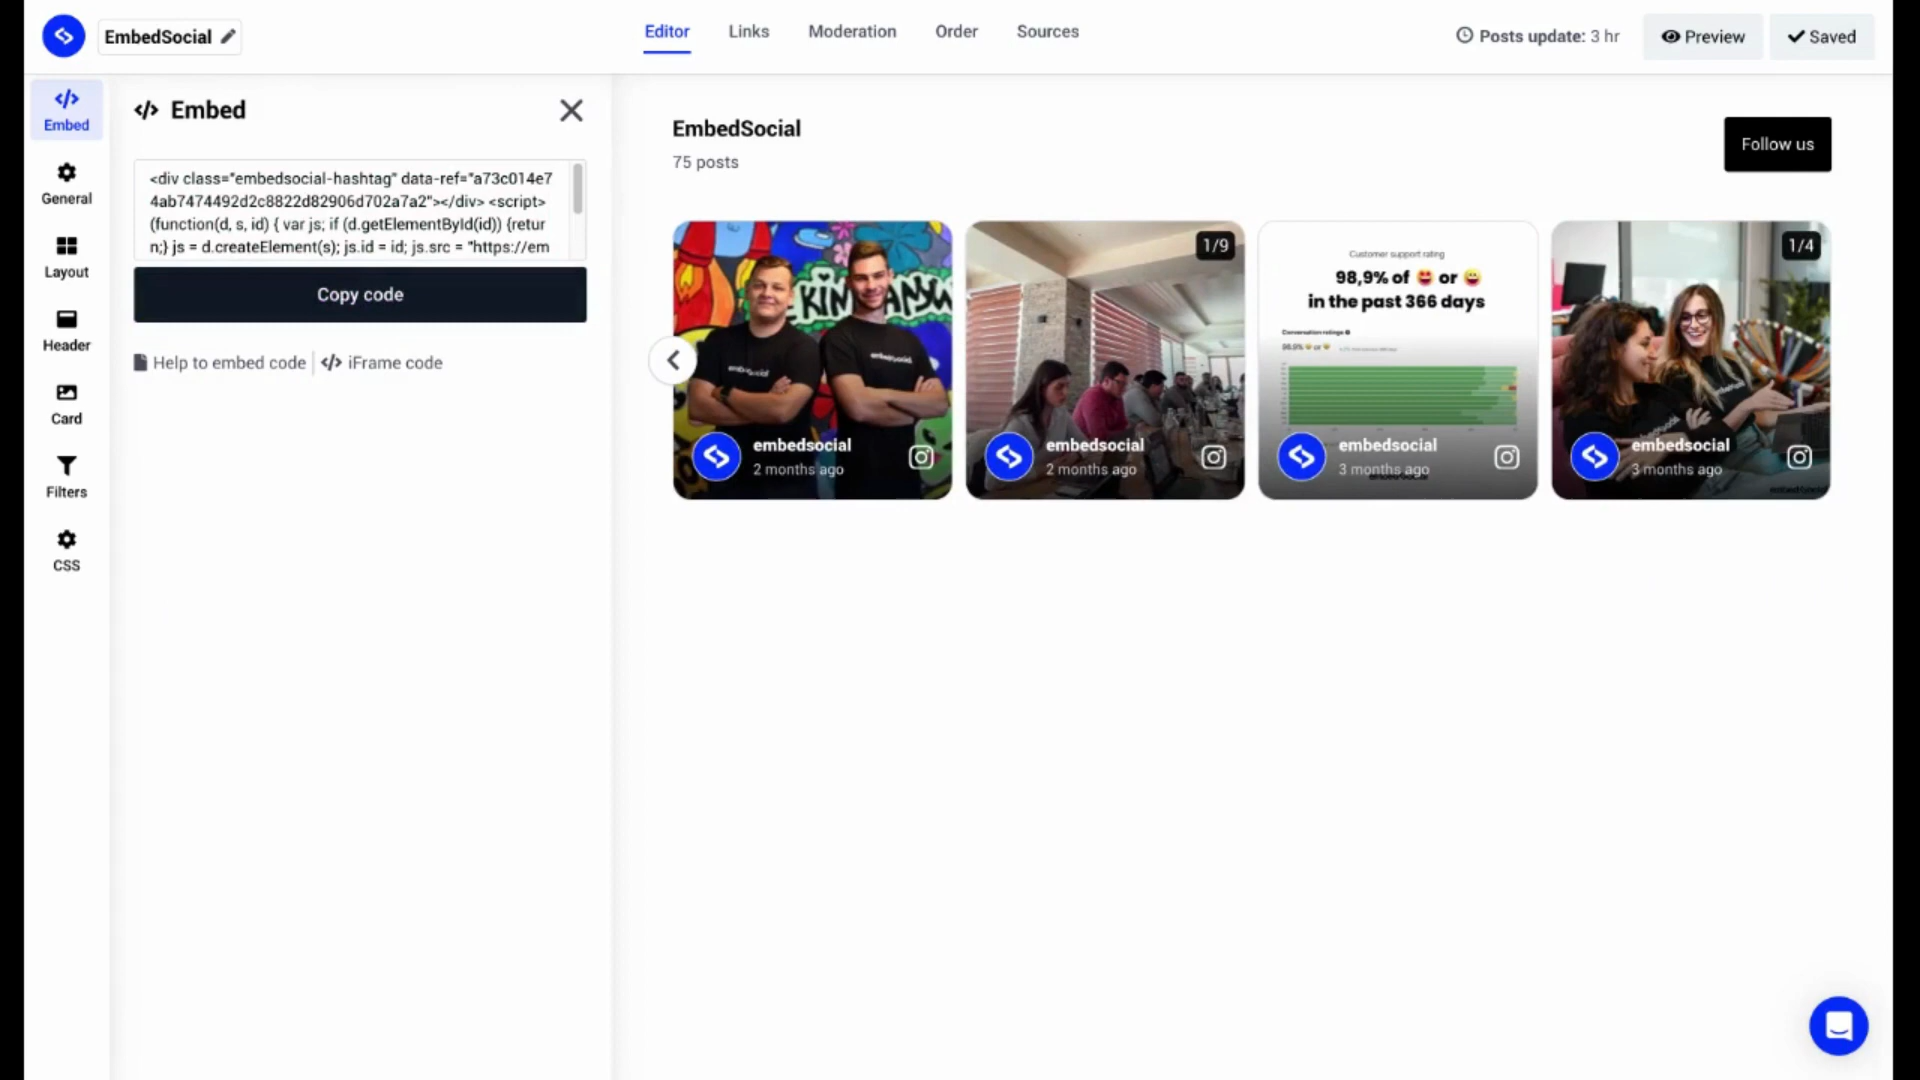 EmbedSocial
Editor
Links
Moderation
Order
Sources
Posts update: 3 hr
Preview
Saved
Embed
General
Layout
Header
Card
Filters
CSS
</> Embed
<div class="embedsocial-hashtag" data-ref="a73c014e7
4ab7474492d2c8822d82906d702a7a2"></div> <script>
(function(d, s, id) { var js; if (d.getElementById(id)) {retur
n;} js = d.createElement(s); js.id = id; js.src = "https://em
Copy code
Help to embed code
</> iFrame code
EmbedSocial
75 posts
Follow us
embedsocial
embedsocial
2 months ago
1/9
embedsocial
2 months ago
Customer support rating
98,9% of 😍 or 😀
in the past 366 days
Conversation ratings
embedsocial
3 months ago
1/4
embedsocial
3 months ago